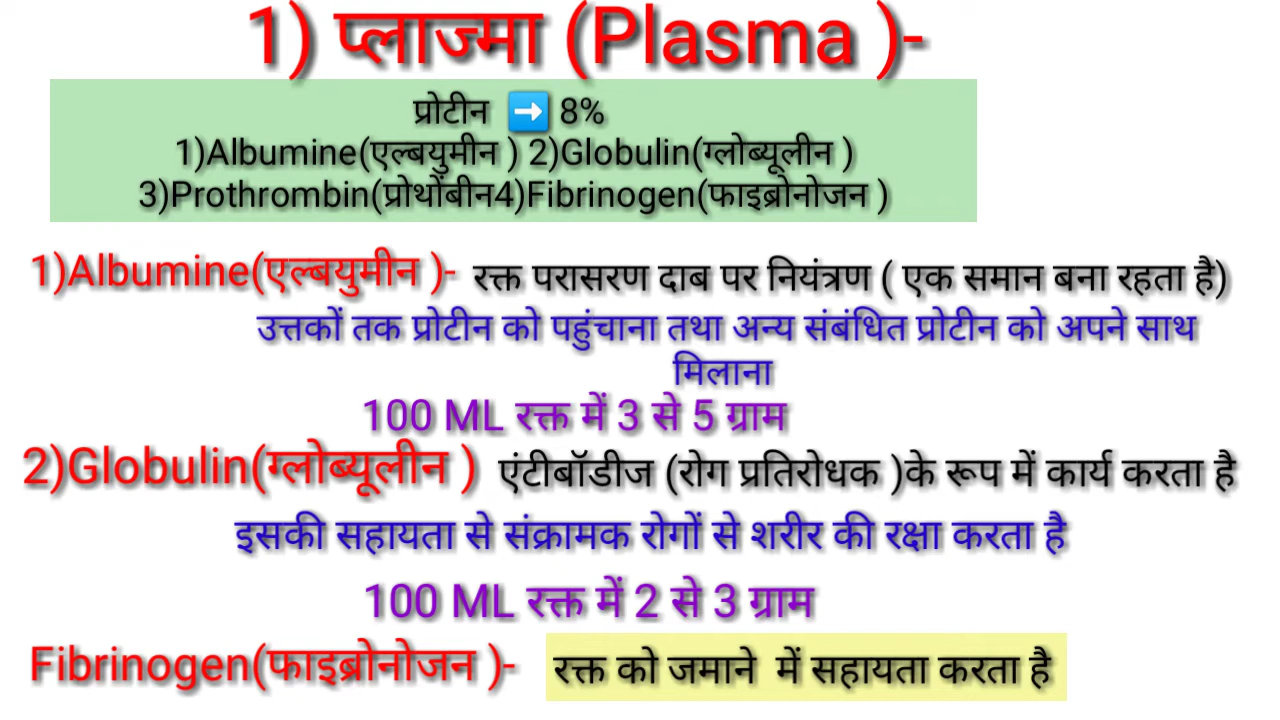 1) प्लाज्मा (Plasma )-
प्रोटीन ➡️ 8%
1)Albumine(एल्बयुमीन ) 2)Globulin(ग्लोब्यूलीन )
3)Prothrombin(प्रोथोंबीन4)Fibrinogen(फाइब्रोनोजन )
1)Albumine(एल्बयुमीन )- रक्त परासरण दाब पर नियंत्रण ( एक समान बना रहता है)
उत्तकों तक प्रोटीन को पहुंचाना तथा अन्य संबंधित प्रोटीन को अपने साथ
मिलाना
100 ML रक्त में 3 से 5 ग्राम
2)Globulin(ग्लोब्यूलीन ) एंटीबॉडीज (रोग प्रतिरोधक )के रूप में कार्य करता है
इसकी सहायता से संक्रामक रोगों से शरीर की रक्षा करता है
100 ML रक्त में 2 से 3 ग्राम
Fibrinogen(फाइब्रोनोजन )- रक्त को जमाने में सहायता करता है